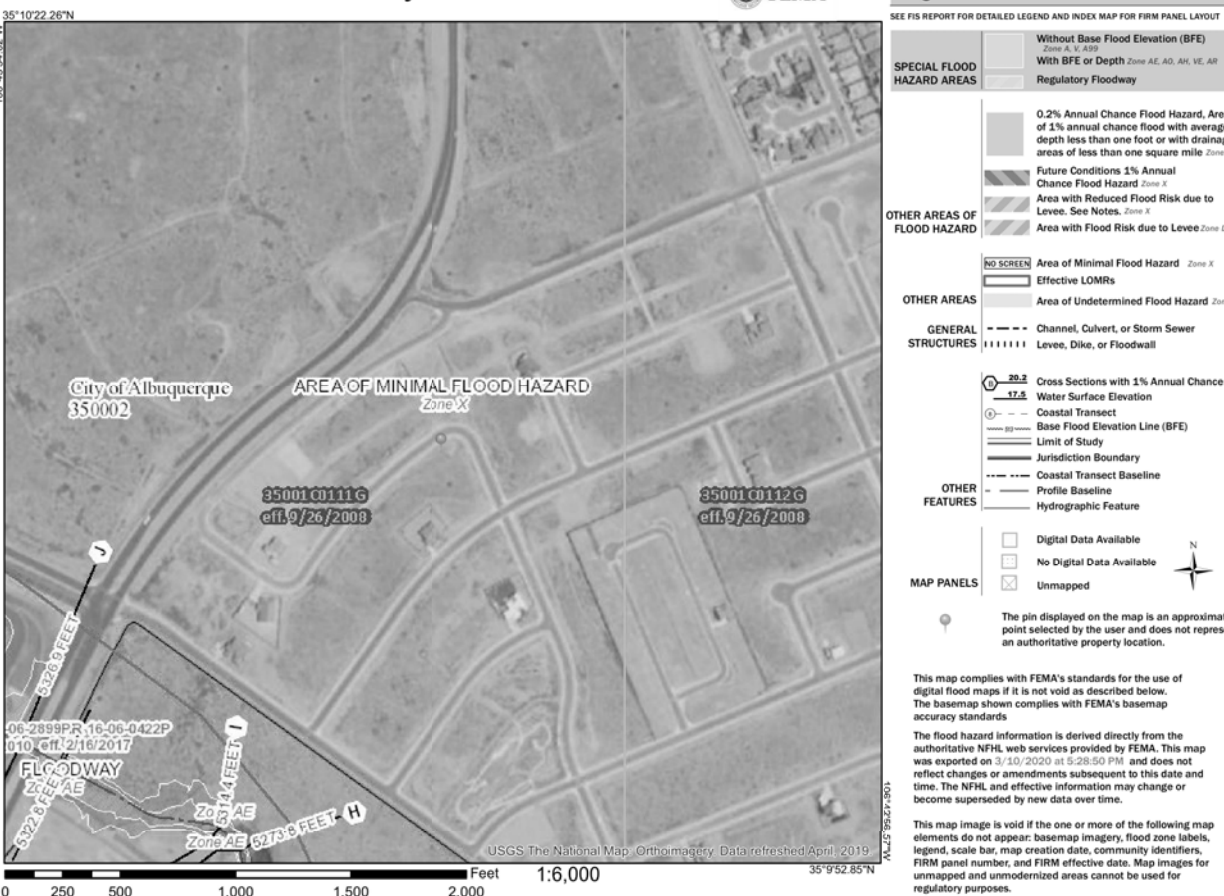 35°10'22.26"N
City of Albuquerque
350002
AREA OF MINIMAL FLOOD HAZARD
Zone X
35001C0111G
eff. 9/26/2008
35001C0112G
eff. 9/26/2008
J
5326.9 FEET
16-06-0422P
eff. 2/16/2017
FLOODWAY
Zone AE
5322.8 FEET
I
5314.4 FEET
Zone AE
H
5273.8 FEET
Zone AE
USGS The National Map: Orthoimagery. Data refreshed April, 2019.
106°42'56.57"W
35°9'52.85"N
0 250 500 1,000 1,500 2,000
Feet
1:6,000
SEE FIS REPORT FOR DETAILED LEGEND AND INDEX MAP FOR FIRM PANEL LAYOUT
SPECIAL FLOOD
HAZARD AREAS
Without Base Flood Elevation (BFE)
Zone A, V, A99
With BFE or Depth Zone AE, AO, AH, VE, AR
Regulatory Floodway
OTHER AREAS OF
FLOOD HAZARD
0.2% Annual Chance Flood Hazard,
of 1% annual chance flood with
depth less than one foot or with
areas of less than one square mile Zone
Future Conditions 1% Annual
Chance Flood Hazard Zone X
Area with Reduced Flood Risk due to
Levee. See Notes. Zone X
Area with Flood Risk due to Levee Zone
OTHER AREAS
NO SCREEN Area of Minimal Flood Hazard Zone X
Effective LOMRs
Area of Undetermined Flood Hazard
GENERAL
STRUCTURES
Channel, Culvert, or Storm Sewer
Levee, Dike, or Floodwall
OTHER
FEATURES
B 20.2 Cross Sections with 1% Annual Chance
17.5 Water Surface Elevation
8 Coastal Transect
Base Flood Elevation Line (BFE)
Limit of Study
Jurisdiction Boundary
Coastal Transect Baseline
Profile Baseline
Hydrographic Feature
MAP PANELS
Digital Data Available
No Digital Data Available
Unmapped
N
The pin displayed on the map is an
point selected by the user and does not
an authoritative property location.
This map complies with FEMA's standards for the use of
digital flood maps if it is not void as described below.
The basemap shown complies with FEMA's basemap
accuracy standards
The flood hazard information is derived directly from the
authoritative NFHL web services provided by FEMA. This map
was exported on 3/10/2020 at 5:28:50 PM and does not
reflect changes or amendments subsequent to this date and
time. The NFHL and effective information may change or
become superseded by new data over time.
This map image is void if the one or more of the following map
elements do not appear: basemap imagery, flood zone labels,
legend, scale bar, map creation date, community identifiers,
FIRM panel number, and FIRM effective date. Map images for
unmapped and unmodernized areas cannot be used for
regulatory purposes.